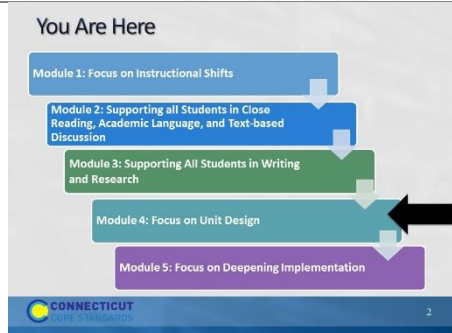 You Are Here
Module 1: Focus on Instructional Shifts
Module 2: Supporting all Students in Close
Reading, Academic Language, and Text-based
Discussion
Module 3: Supporting All Students in Writing
and Research
Module 4: Focus on Unit Design
Module 5: Focus on Deepening Implementation
CONNECTICUT
CORE STANDARDS
2